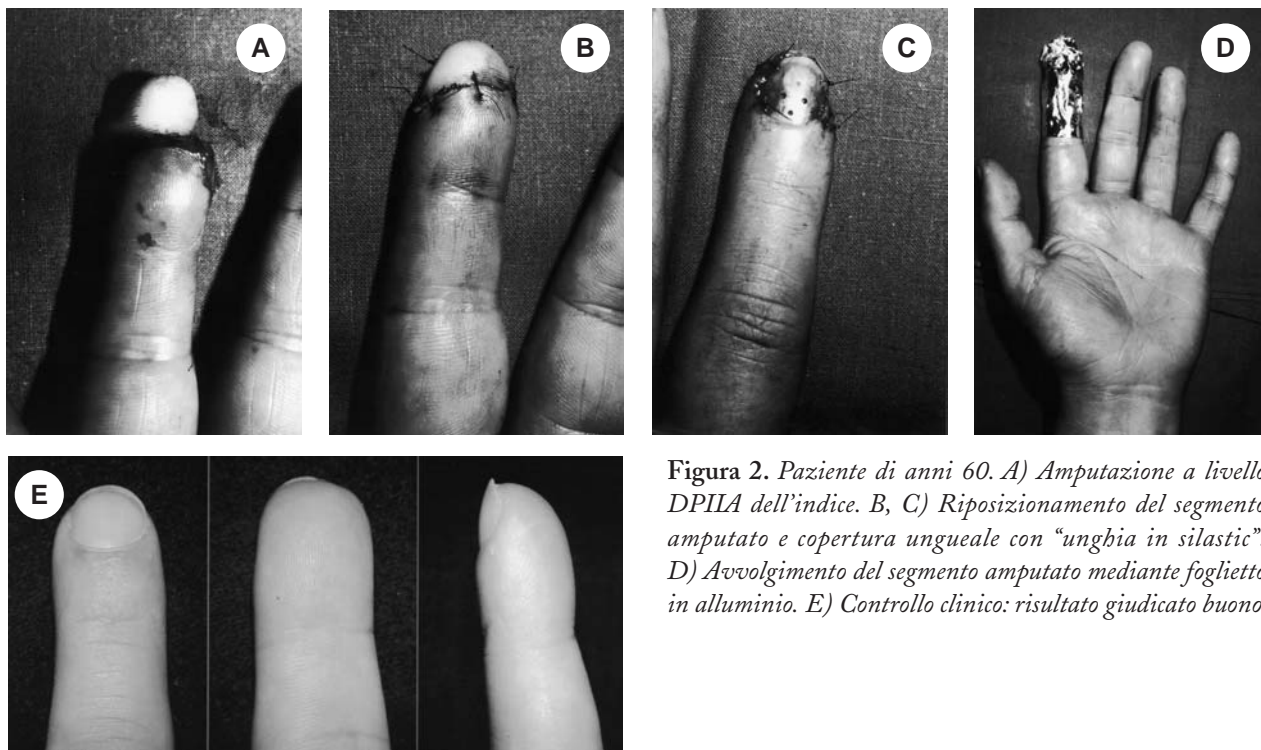 A
B
C
D
E
Figura 2. Paziente di anni 60. A) Amputazione a livello
DPIIA dell'indice. B, C) Riposizionamento del segmento
amputato e copertura ungueale con “unghia in silastic”.
D) Avvolgimento del segmento amputato mediante foglietto
in alluminio. E) Controllo clinico: risultato giudicato buono